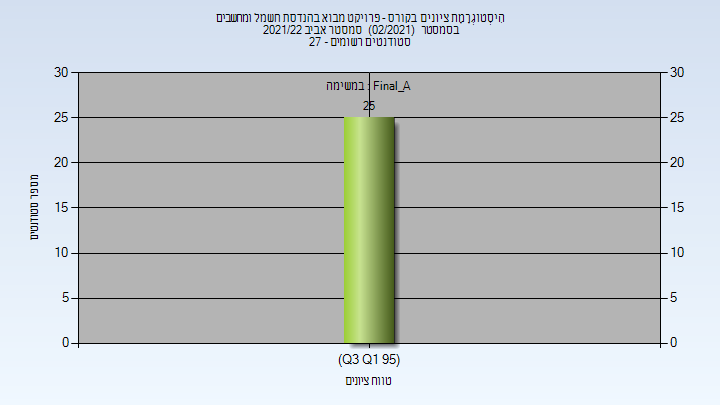 הִיסְטוֹגְרָמַת ציונים בקורס - פרויקט מבוא בהנדסת חשמל ומחשבים
בסמסטר (02/2021) סמסטר אביב 2021/22
סטודנטים רשומים - 27
במשימה : Final_A
25
30 30
25 25
20 20
15 15
10 10
5 5
0 0
מספר סטודנטים
(Q3 Q1 95)
טווח ציונים